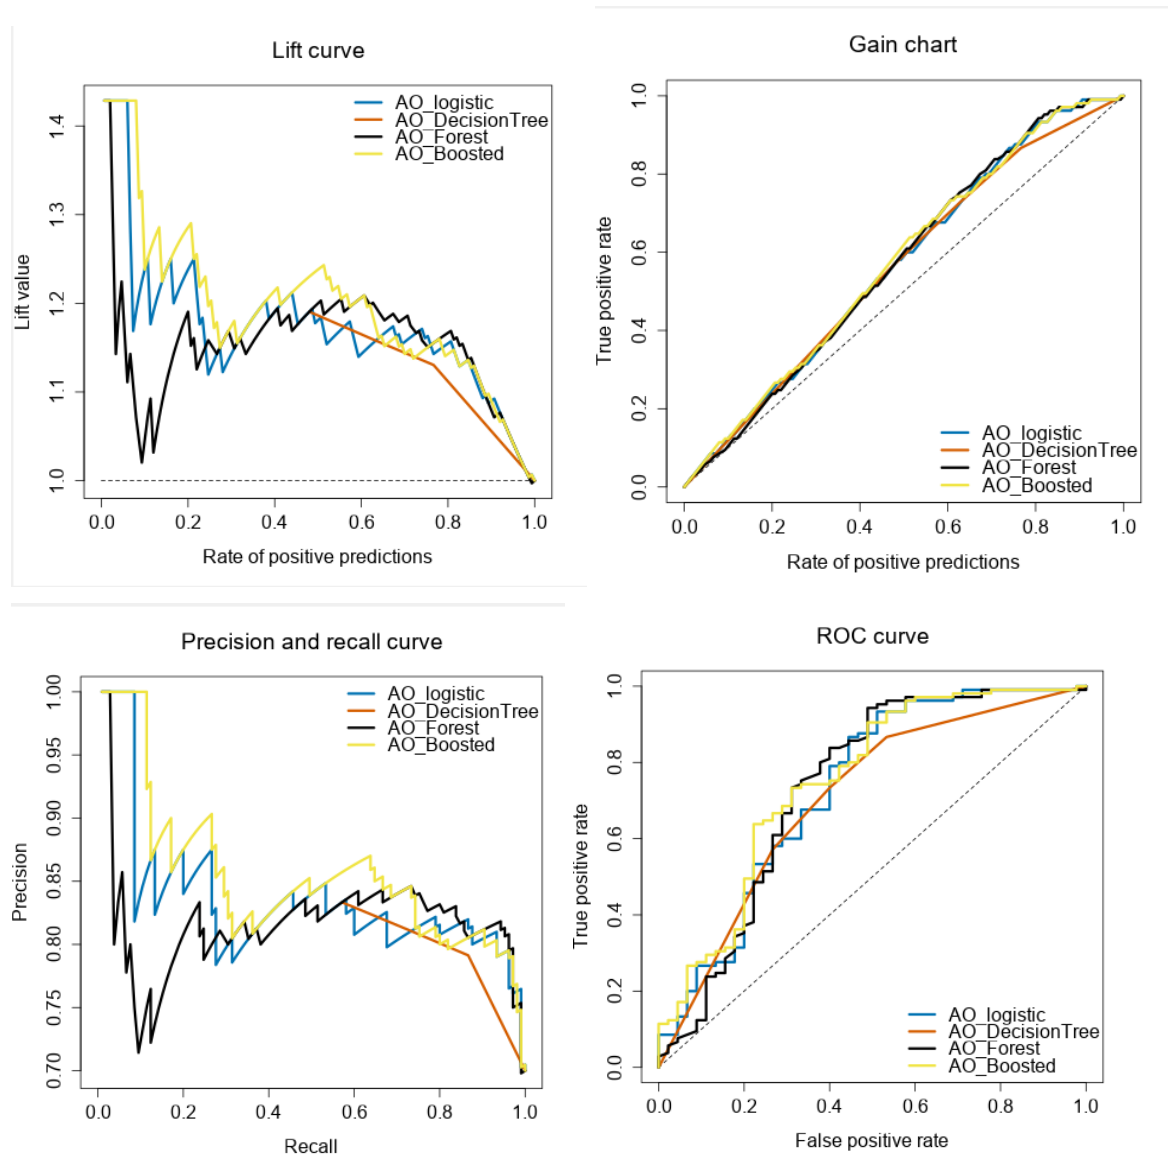 Lift curve
1.4
1.3
1.2
1.1
1.0
Lift value
AO_logistic
AO_DecisionTree
AO_Forest
AO_Boosted
0.0 0.2 0.4 0.6 0.8 1.0
Rate of positive predictions
Gain chart
1.0
0.8
0.6
0.4
0.2
0.0
True positive rate
AO_logistic
AO_DecisionTree
AO_Forest
AO_Boosted
0.0 0.2 0.4 0.6 0.8 1.0
Rate of positive predictions
Precision and recall curve
1.00
0.95
0.90
0.85
0.80
0.75
0.70
Precision
AO_logistic
AO_DecisionTree
AO_Forest
AO_Boosted
0.0 0.2 0.4 0.6 0.8 1.0
Recall
ROC curve
1.0
0.8
0.6
0.4
0.2
0.0
True positive rate
AO_logistic
AO_DecisionTree
AO_Forest
AO_Boosted
0.0 0.2 0.4 0.6 0.8 1.0
False positive rate